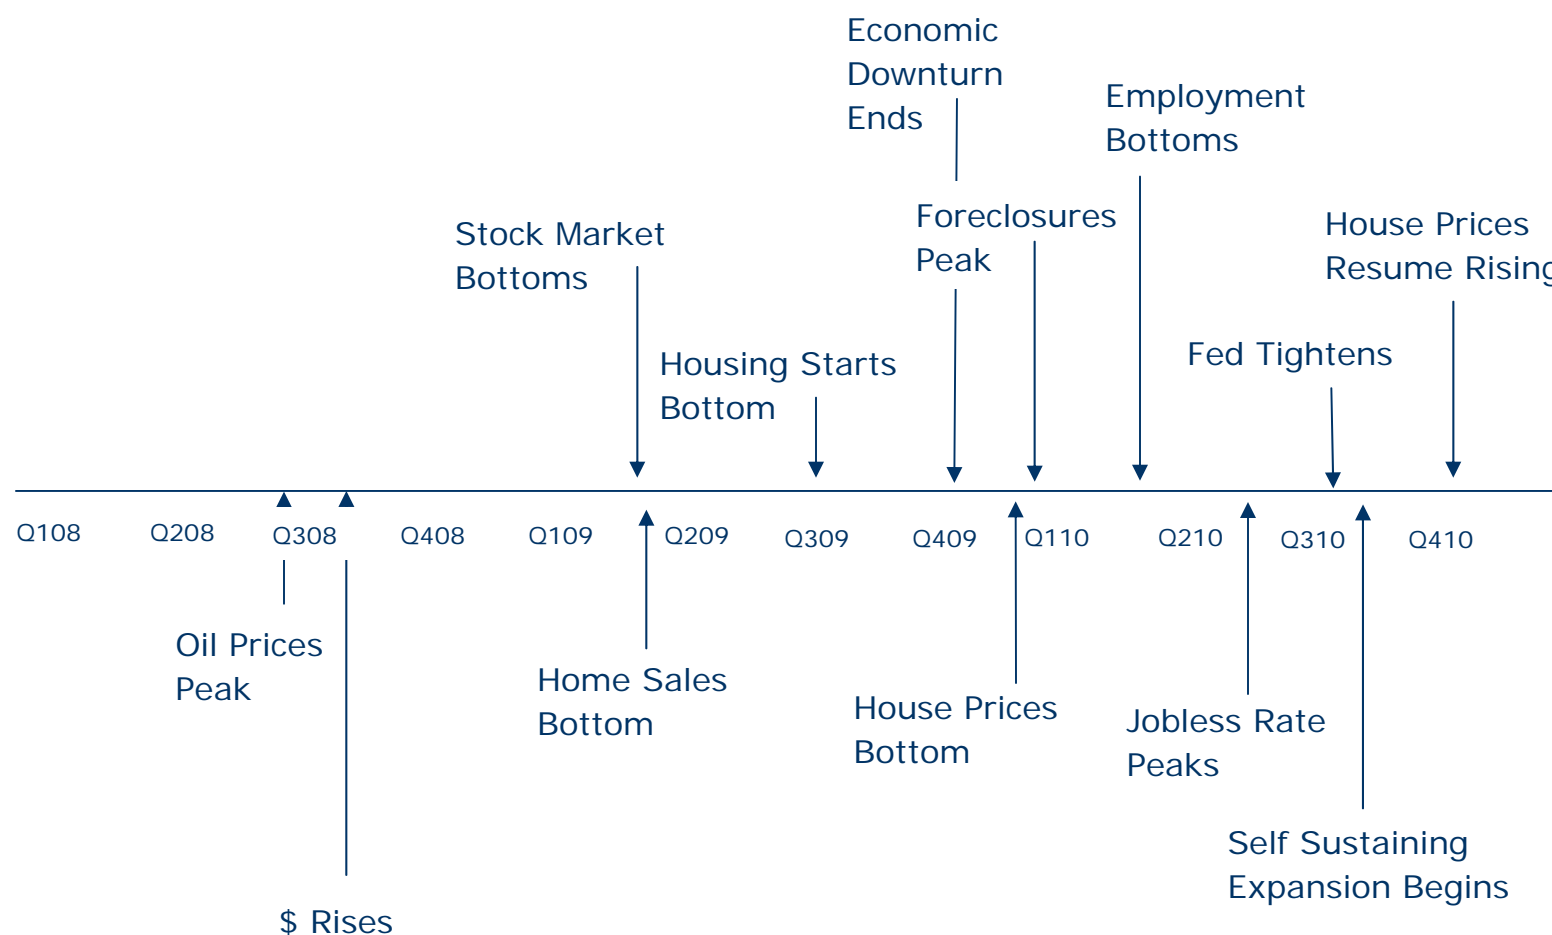 Economic
Downturn
Ends
Employment
Bottoms
Foreclosures
Peak
Stock Market
Bottoms
House Prices
Resume Rising
Housing Starts
Bottom
Fed Tightens
Q108 Q208 Q308 Q408 Q109 Q209 Q309 Q409 Q110 Q210 Q310 Q410
Oil Prices
Peak
Home Sales
Bottom
House Prices
Bottom
Jobless Rate
Peaks
Self Sustaining
Expansion Begins
$ Rises